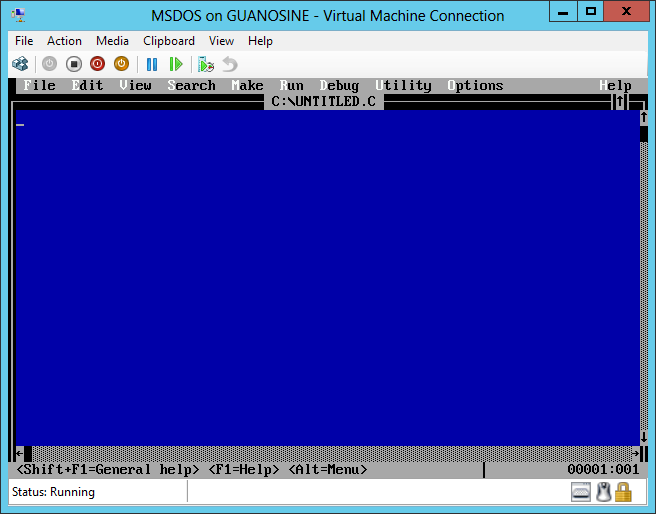 MSDOS on GUANOSINE - Virtual Machine Connection
File Action Media Clipboard View Help
File Edit View Search Make Run Debug Utility Options Help
C:\UNTITLED.C
<Shift+F1=General help> <F1=Help> <Alt=Menu> 00001:001
Status: Running